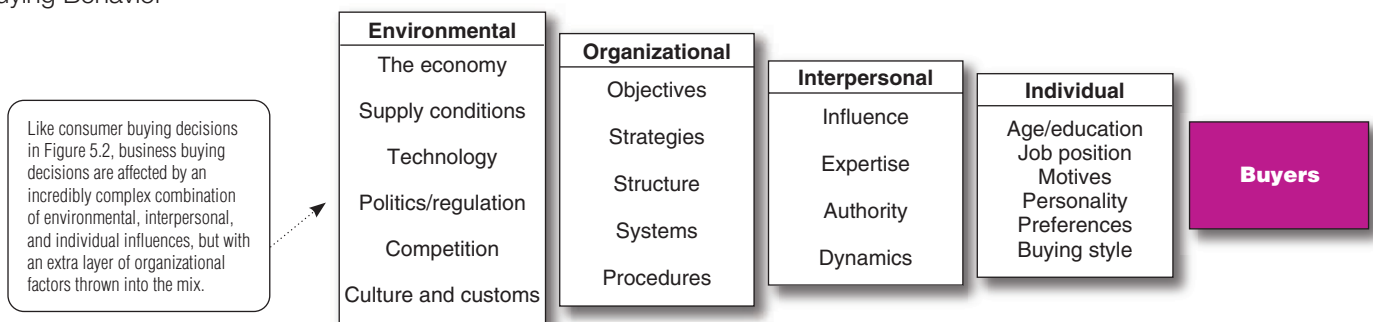 Buying Behavior
Like consumer buying decisions
in Figure 5.2, business buying
decisions are affected by an
incredibly complex combination
of environmental, interpersonal,
and individual influences, but with
an extra layer of organizational
factors thrown into the mix.
Environmental
The economy
Supply conditions
Technology
Politics/regulation
Competition
Culture and customs
Organizational
Objectives
Strategies
Structure
Systems
Procedures
Interpersonal
Influence
Expertise
Authority
Dynamics
Individual
Age/education
Job position
Motives
Personality
Preferences
Buying style
Buyers